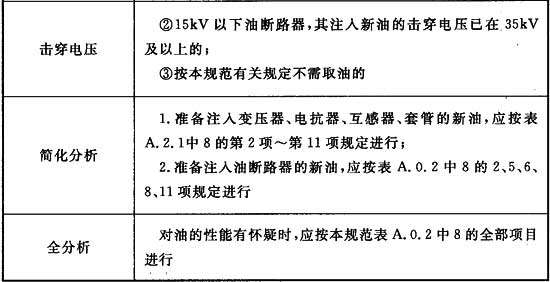 击穿电压
②15kV 以下油断路器,其注入新油的击穿电压已在 35kV
及以上的;
③按本规范有关规定不需取油的
简化分析
1. 准备注入变压器、电抗器、互感器、套管的新油,应按表
A. 2. 1中 8 的第 2 项～第 11 项规定进行;
2. 准备注入油断路器的新油,应按表 A. 0. 2 中 8 的 2、5、6、
8、11 项规定进行
全分析
对油的性能有怀疑时,应按本规范表 A. 0. 2 中 8 的全部项目
进行